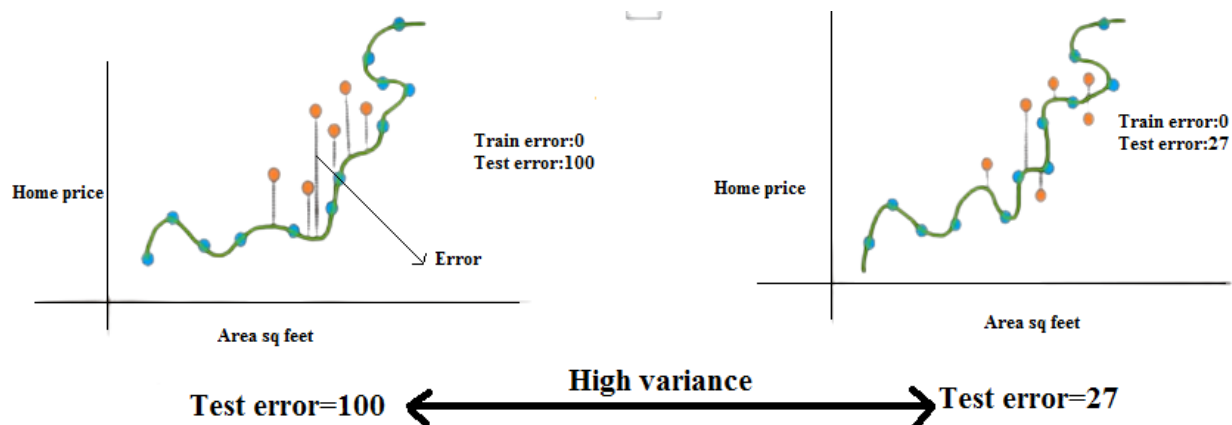 Train error:0
Test error:100
Home price
Error
Area sq feet
Train error:0
Test error:27
Home price
Area sq feet
High variance
Test error=100
Test error=27